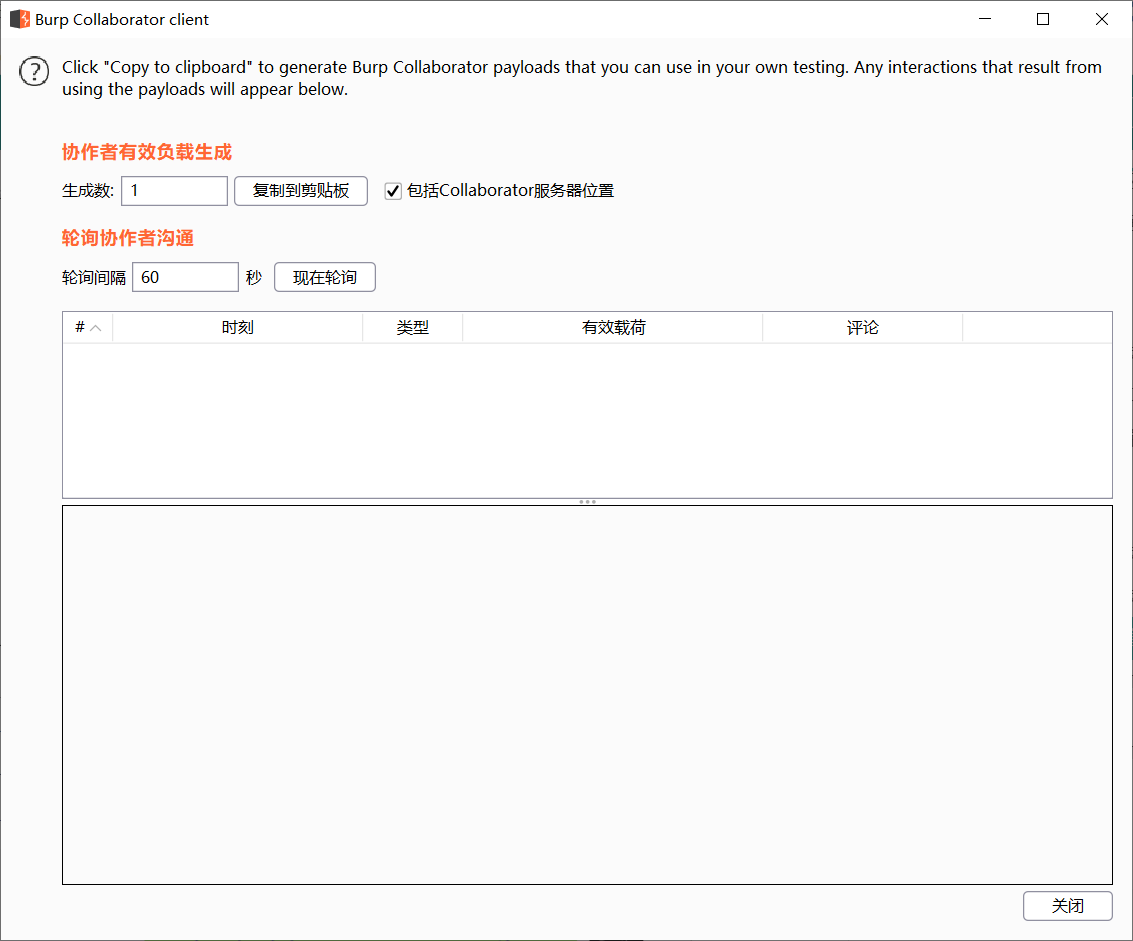 Burp Collaborator client
Click "Copy to clipboard" to generate Burp Collaborator payloads that you can use in your own testing. Any interactions that result from
using the payloads will appear below.
协作者有效负载生成
生成数: 1 复制到剪贴板 包括Collaborator服务器位置
轮询协作者沟通
轮询间隔 60 秒 现在轮询
# 时刻 类型 有效载荷 评论
关闭